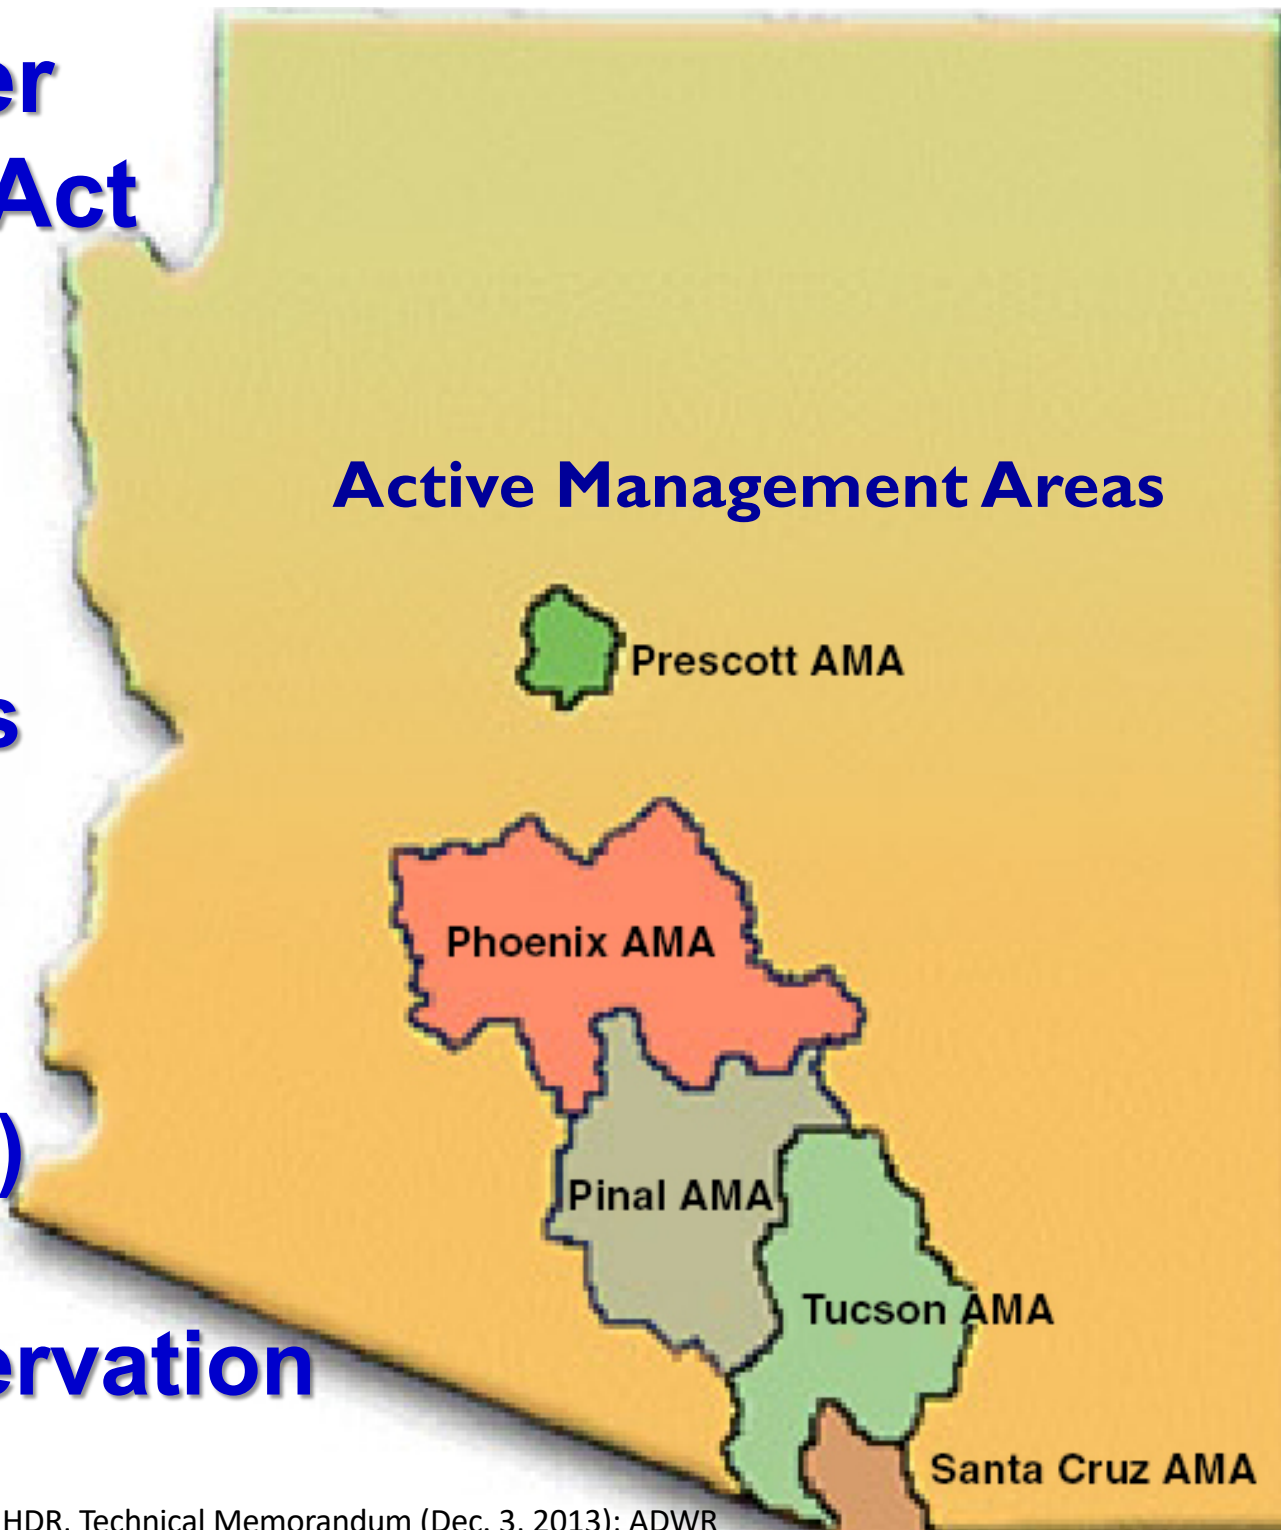 er
Act
Active Management Areas
Prescott AMA
s
Phoenix AMA
)
Pinal AMA
Tucson AMA
ervation
Santa Cruz AMA
HDR, Technical Memorandum (Dec. 3, 2013); ADWR